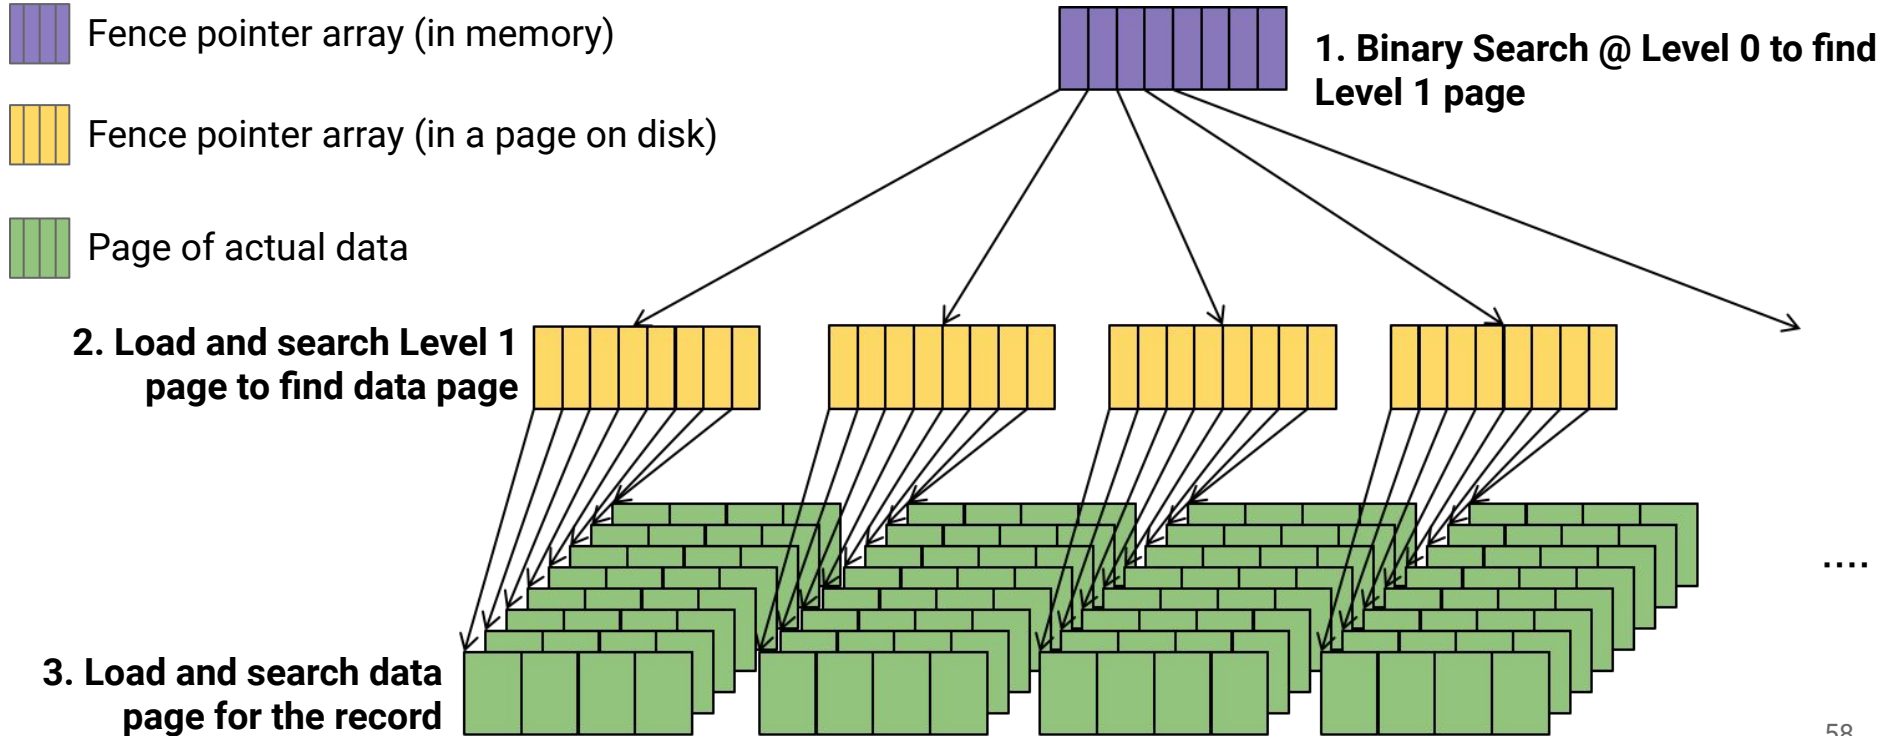 Fence pointer array (in memory)
1. Binary Search @ Level 0 to find
Level 1 page
Fence pointer array (in a page on disk)
Page of actual data
2. Load and search Level 1
page to find data page
....
3. Load and search data
page for the record
58